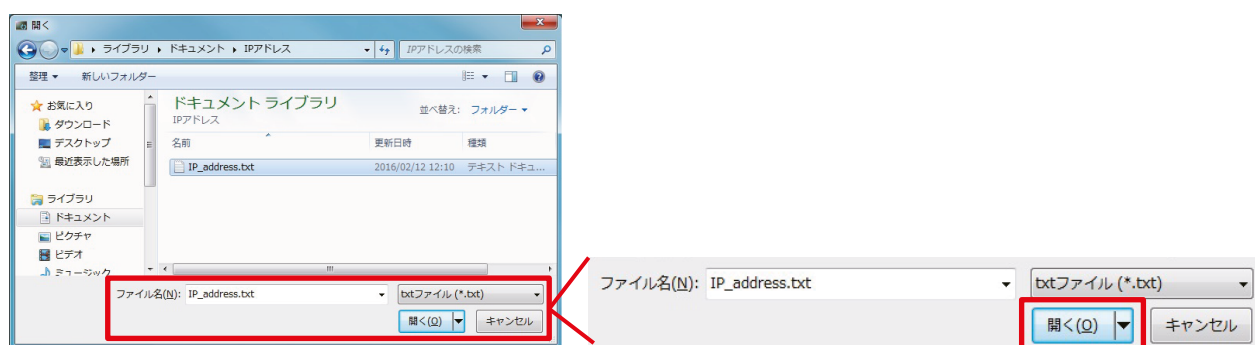 開く
ライブラリ ▸ ドキュメント ▸ IPアドレス
IPアドレスの検索
整理 ▾ 新しいフォルダー
お気に入り
ダウンロード
デスクトップ
最近表示した場所
ライブラリ
ドキュメント
ピクチャ
ビデオ
ミュージック
ドキュメント ライブラリ
IPアドレス
並べ替え: フォルダー ▾
名前 更新日時 種類
IP_address.txt 2016/02/12 12:10 テキスト ドキュ...
ファイル名(N): IP_address.txt txtファイル (*.txt)
開く(O) キャンセル
ファイル名(N): IP_address.txt txtファイル (*.txt)
開く(O) キャンセル